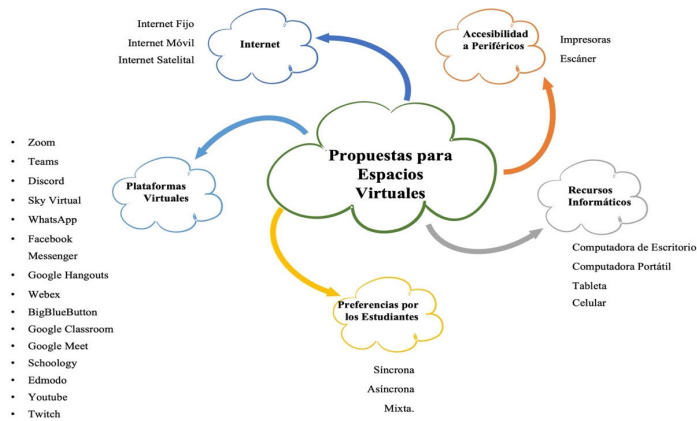 Internet Fijo
Internet Móvil
Internet Satelital
Internet
Accesibilidad
a Periféricos
Impresoras
Escáner
Propuestas para
Espacios
Virtuales
• Zoom
• Teams
• Discord
• Sky Virtual
• WhatsApp
• Facebook
Messenger
• Google Hangouts
• Webex
• BigBlueButton
• Google Classroom
• Google Meet
• Schoology
• Edmodo
• Youtube
• Twitch
Plataformas
Virtuales
Recursos
Informáticos
Computadora de Escritorio
Computadora Portátil
Tableta
Celular
Preferencias por
los Estudiantes
Síncrona
Asíncrona
Mixta.